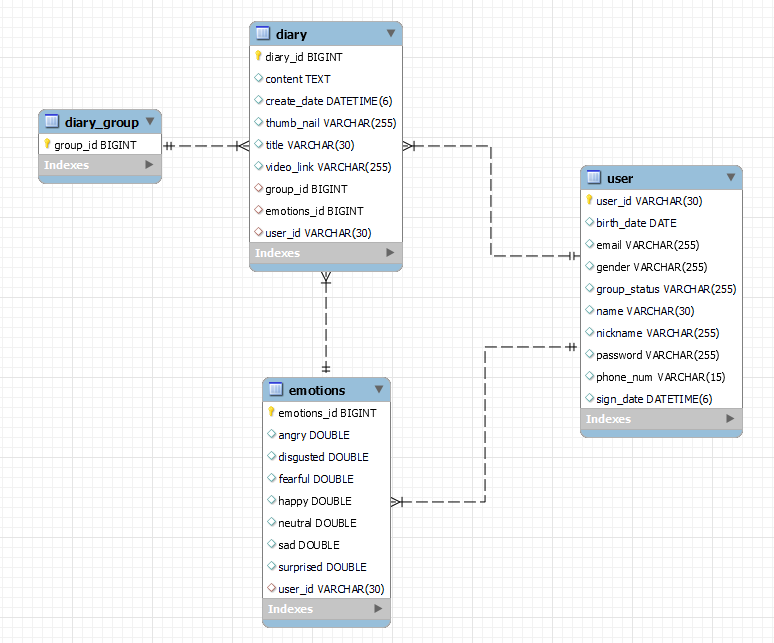 diary
diary_id BIGINT
content TEXT
create_date DATETIME(6)
thumb_nail VARCHAR(255)
title VARCHAR(30)
video_link VARCHAR(255)
group_id BIGINT
emotions_id BIGINT
user_id VARCHAR(30)
Indexes
diary_group
group_id BIGINT
Indexes
user
user_id VARCHAR(30)
birth_date DATE
email VARCHAR(255)
gender VARCHAR(255)
group_status VARCHAR(255)
name VARCHAR(30)
nickname VARCHAR(255)
password VARCHAR(255)
phone_num VARCHAR(15)
sign_date DATETIME(6)
Indexes
emotions
emotions_id BIGINT
angry DOUBLE
disgusted DOUBLE
fearful DOUBLE
happy DOUBLE
neutral DOUBLE
sad DOUBLE
surprised DOUBLE
user_id VARCHAR(30)
Indexes